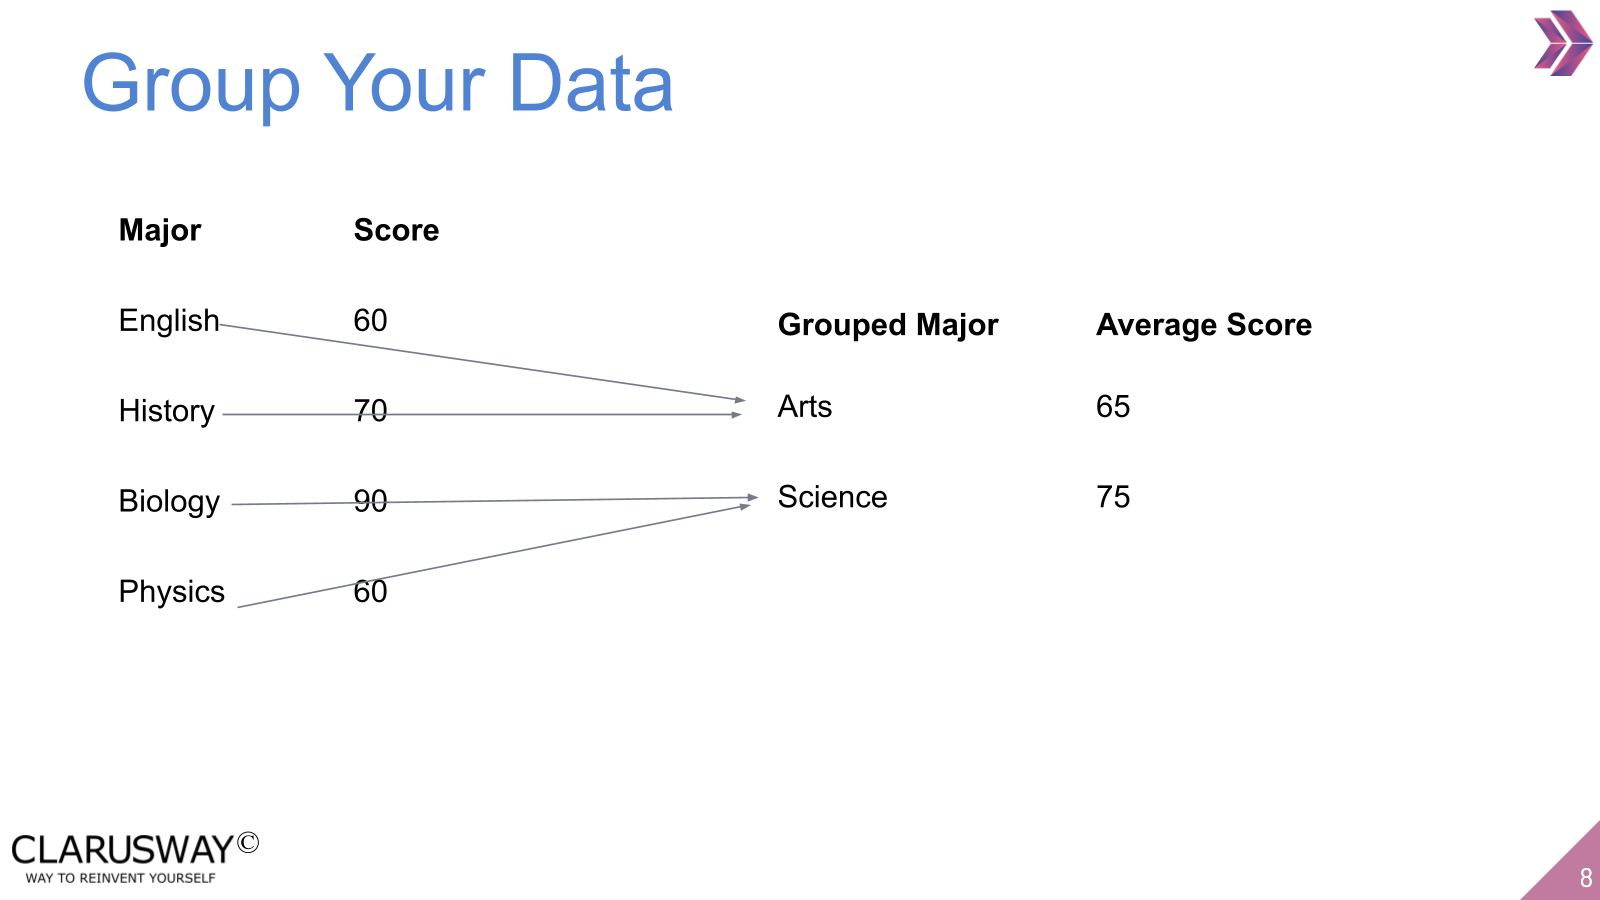 Group Your Data
Major Score
English 60
History 70
Biology 90
Physics 60
Grouped Major Average Score
Arts 65
Science 75
CLARUSWAY©
WAY TO REINVENT YOURSELF
8